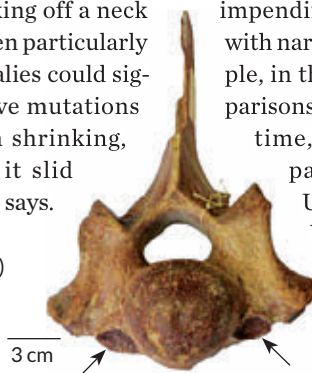 king off a neck
en particularly
alies could sig-
ve mutations
shrinking,
it slid
says.
)
impendin
with nar
ple, in th
parisons
time,
pa
U
3 cm